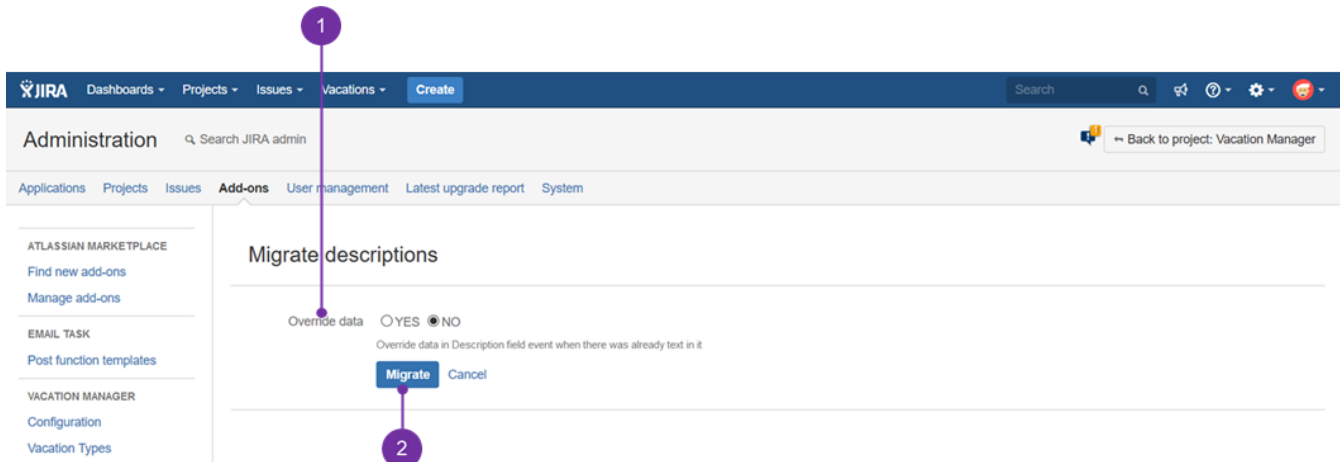 1
JIRA Dashboards Projects Issues Vacations Create Search
Administration Search JIRA admin Back to project: Vacation Manager
Applications Projects Issues Add-ons User management Latest upgrade report System
ATLASSIAN MARKETPLACE
Find new add-ons
Manage add-ons
EMAIL TASK
Post function templates
VACATION MANAGER
Configuration
Vacation Types
Migrate descriptions
Override data YES NO
Override data in Description field event when there was already text in it
Migrate Cancel
2